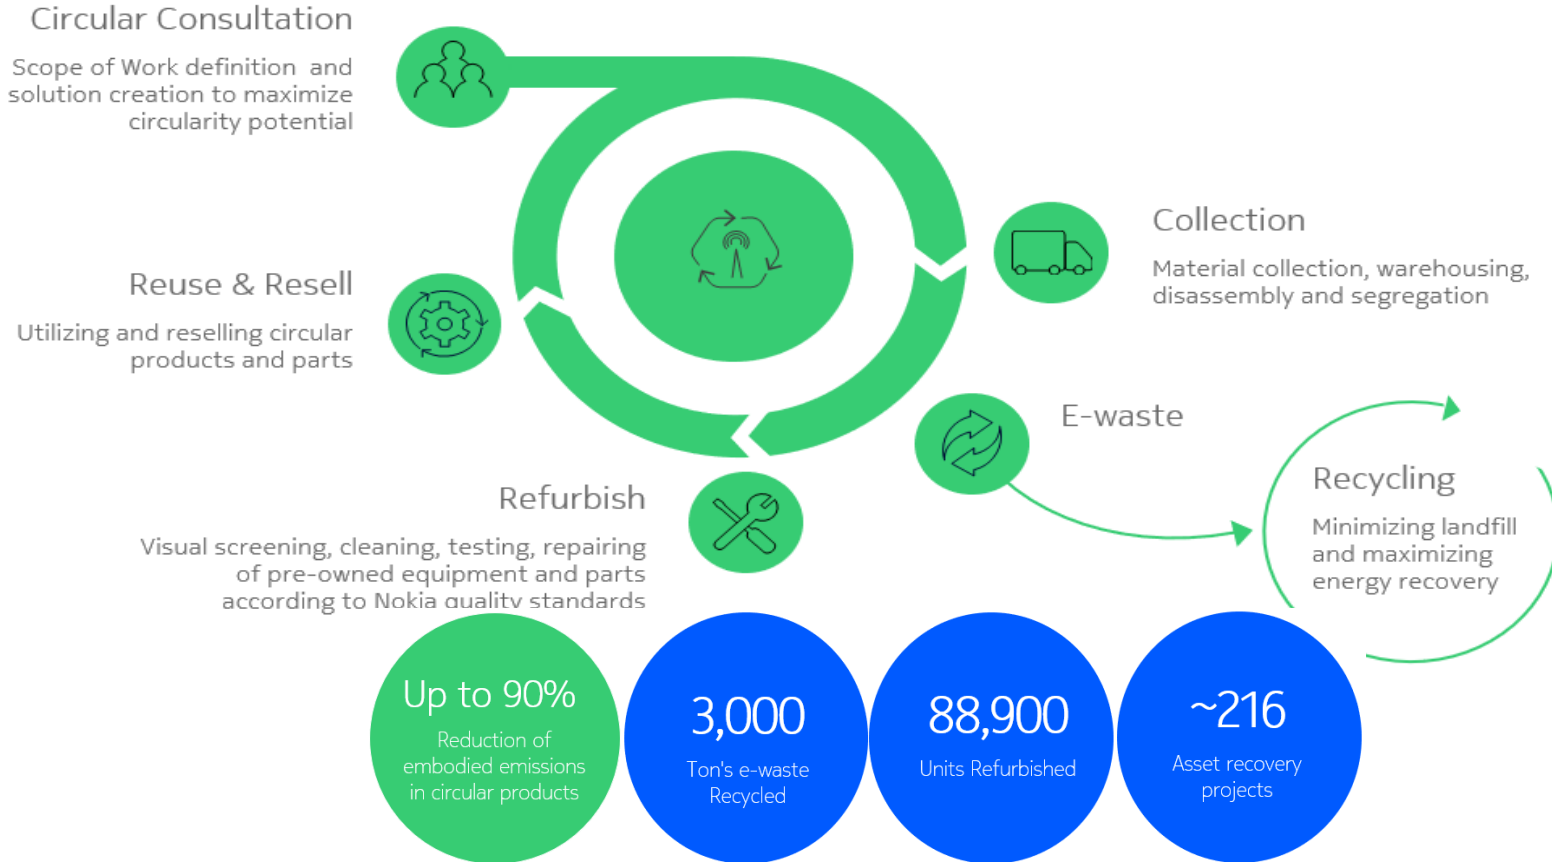 Circular Consultation
Scope of Work definition and
solution creation to maximize
circularity potential
Collection
Material collection, warehousing,
disassembly and segregation
Reuse & Resell
Utilizing and reselling circular
products and parts
E-waste
Recycling
Minimizing landfill
and maximizing
energy recovery
Refurbish
Visual screening, cleaning, testing, repairing
of pre-owned equipment and parts
according to Nokia quality standards
Up to 90%
Reduction of
embodied emissions
in circular products
3,000
Ton's e-waste
Recycled
88,900
Units Refurbished
~216
Asset recovery
projects